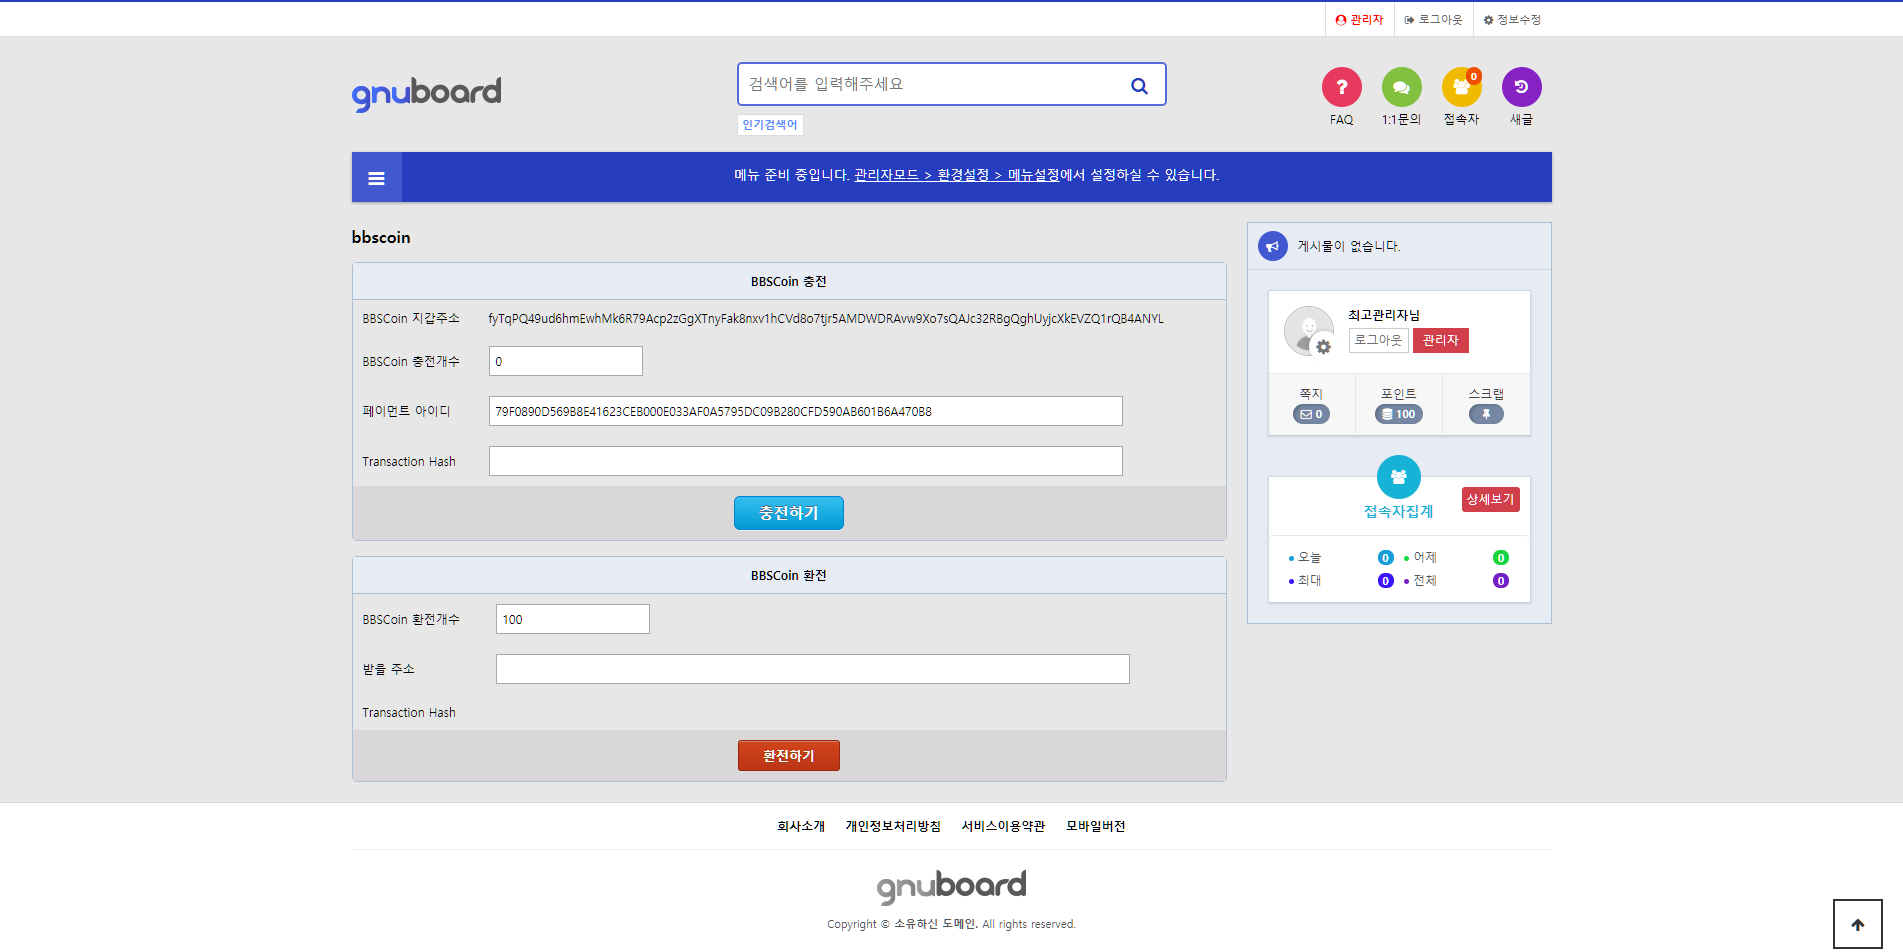 관리자 로그아웃 정보수정
gnuboard
검색어를 입력해주세요
인기검색어
?
0
FAQ 1:1문의 접속자 새글
메뉴 준비 중입니다. 관리자모드 > 환경설정 > 메뉴설정에서 설정하실 수 있습니다.
bbscoin
BBSCoin 충전
BBSCoin 지갑주소 fyTqPQ49ud6hmEwhMk6R79Acp2zGgXTnyFak8nxv1hCVd8o7tjr5AMDWDRAvw9Xo7sQAJc32RBgQghUyjcXkEVZQ1rQB4ANYL
BBSCoin 충전개수 0
페이먼트 아이디 79F0890D569B8E41623CEB000E033AF0A5795DC09B280CFD590AB601B6A470B8
Transaction Hash
충전하기
BBSCoin 환전
BBSCoin 환전개수 100
받을 주소
Transaction Hash
환전하기
게시물이 없습니다.
최고관리자님
로그아웃 관리자
쪽지 포인트 스크랩
0 100
접속자집계 상세보기
오늘 0 어제 0
최대 0 전체 0
회사소개 개인정보처리방침 서비스이용약관 모바일버전
gnuboard
Copyright © 소유하신 도메인. All rights reserved.